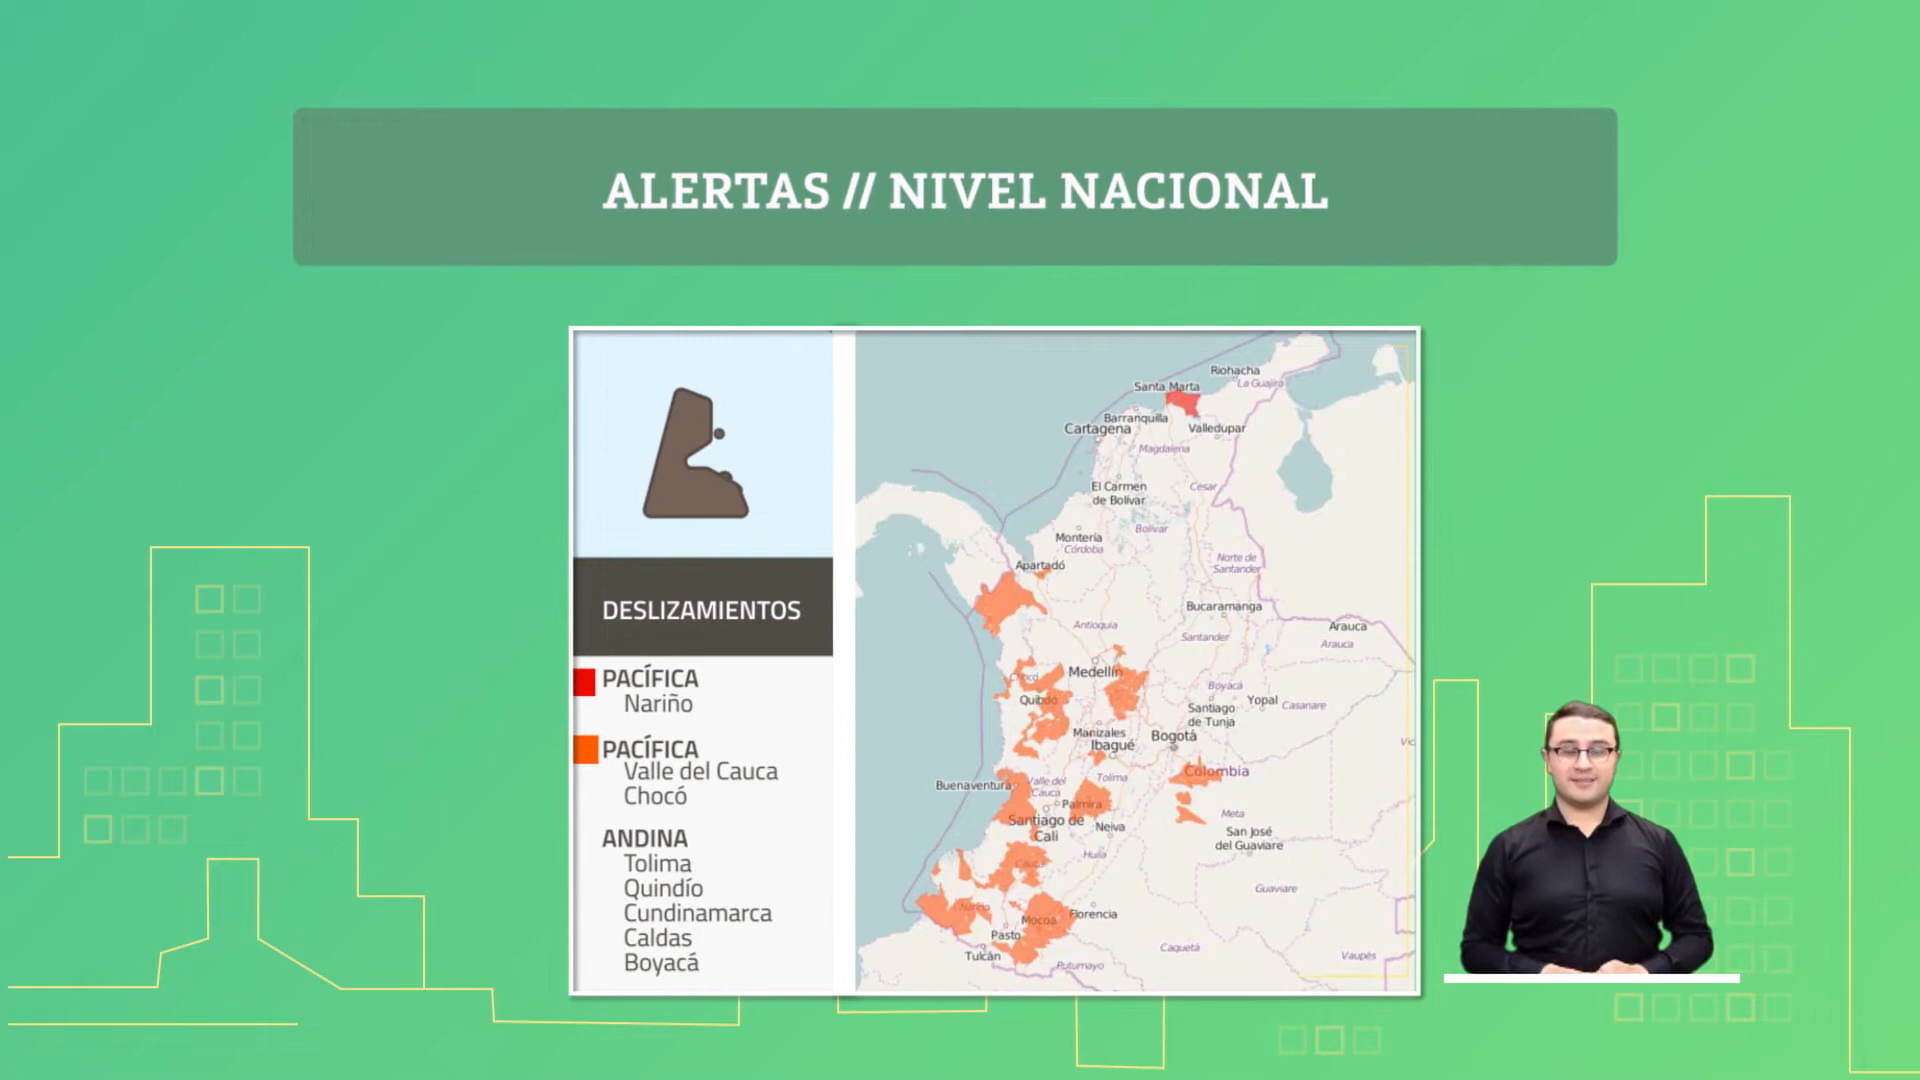 ALERTAS // NIVEL NACIONAL
DESLIZAMIENTOS
PACÍFICA
Nariño
PACÍFICA
Valle del Cauca
Chocó
ANDINA
Tolima
Quindío
Cundinamarca
Caldas
Boyacá
Riohacha
La Guajira
Santa Marta
Barranquilla
Cartagena
Valledupar
Magdalena
El Carmen
de Bolívar
Cesar
Bolívar
Montería
Córdoba
Norte de
Santander
Apartadó
Bucaramanga
Antioquia
Santander
Arauca
Arauca
Medellín
Chocó
Quibdó
Boyacá
Yopal
Casanare
Santiago
de Tunja
Manizales
Ibagué
Bogotá
Colombia
Buenaventura
Valle del
Cauca
Tolima
Palmira
Santiago de
Cali
Neiva
Meta
San José
del Guaviare
Cauca
Huila
Guaviare
Nariño
Mocoa
Florencia
Pasto
Tulcán
Putumayo
Caquetá
Vaupés